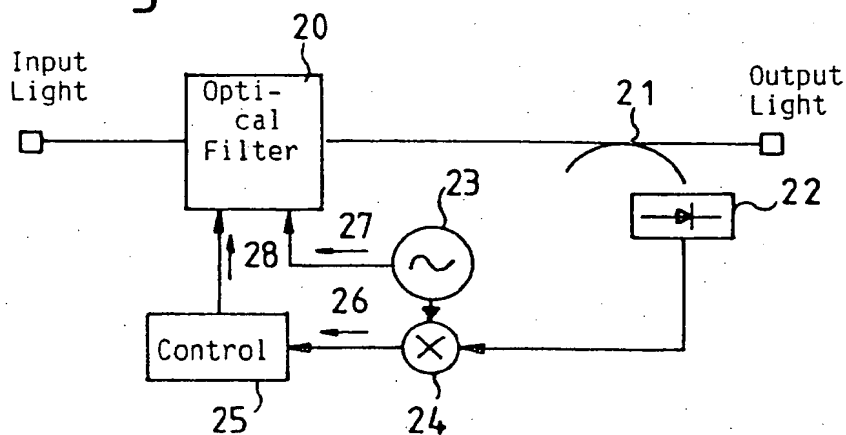 20
Input
Light
Opti-
cal
Filter
21
Output
Light
23
22
27
28
26
Control
25
24